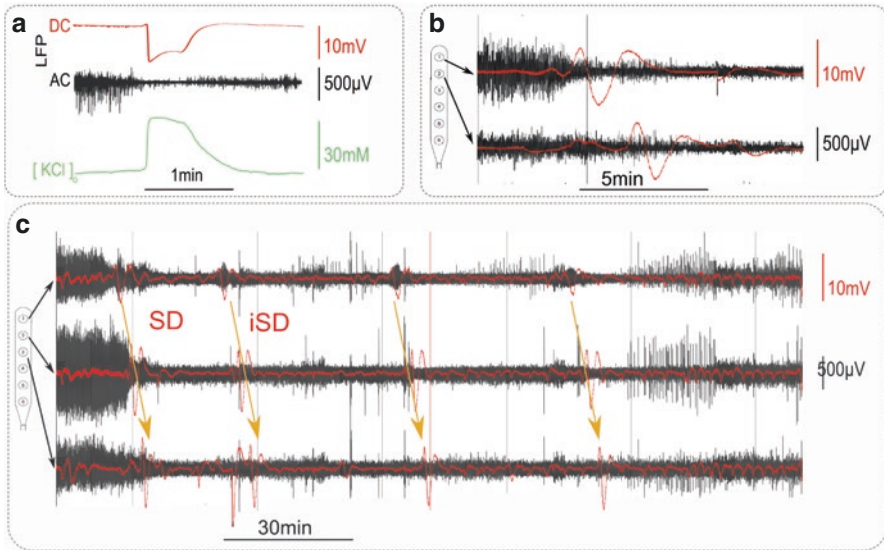 a
DC
LFP
10mV
AC
500µV
[KCl]o
30mM
1min
b
10mV
500µV
5min
c
SD
iSD
10mV
500µV
30min